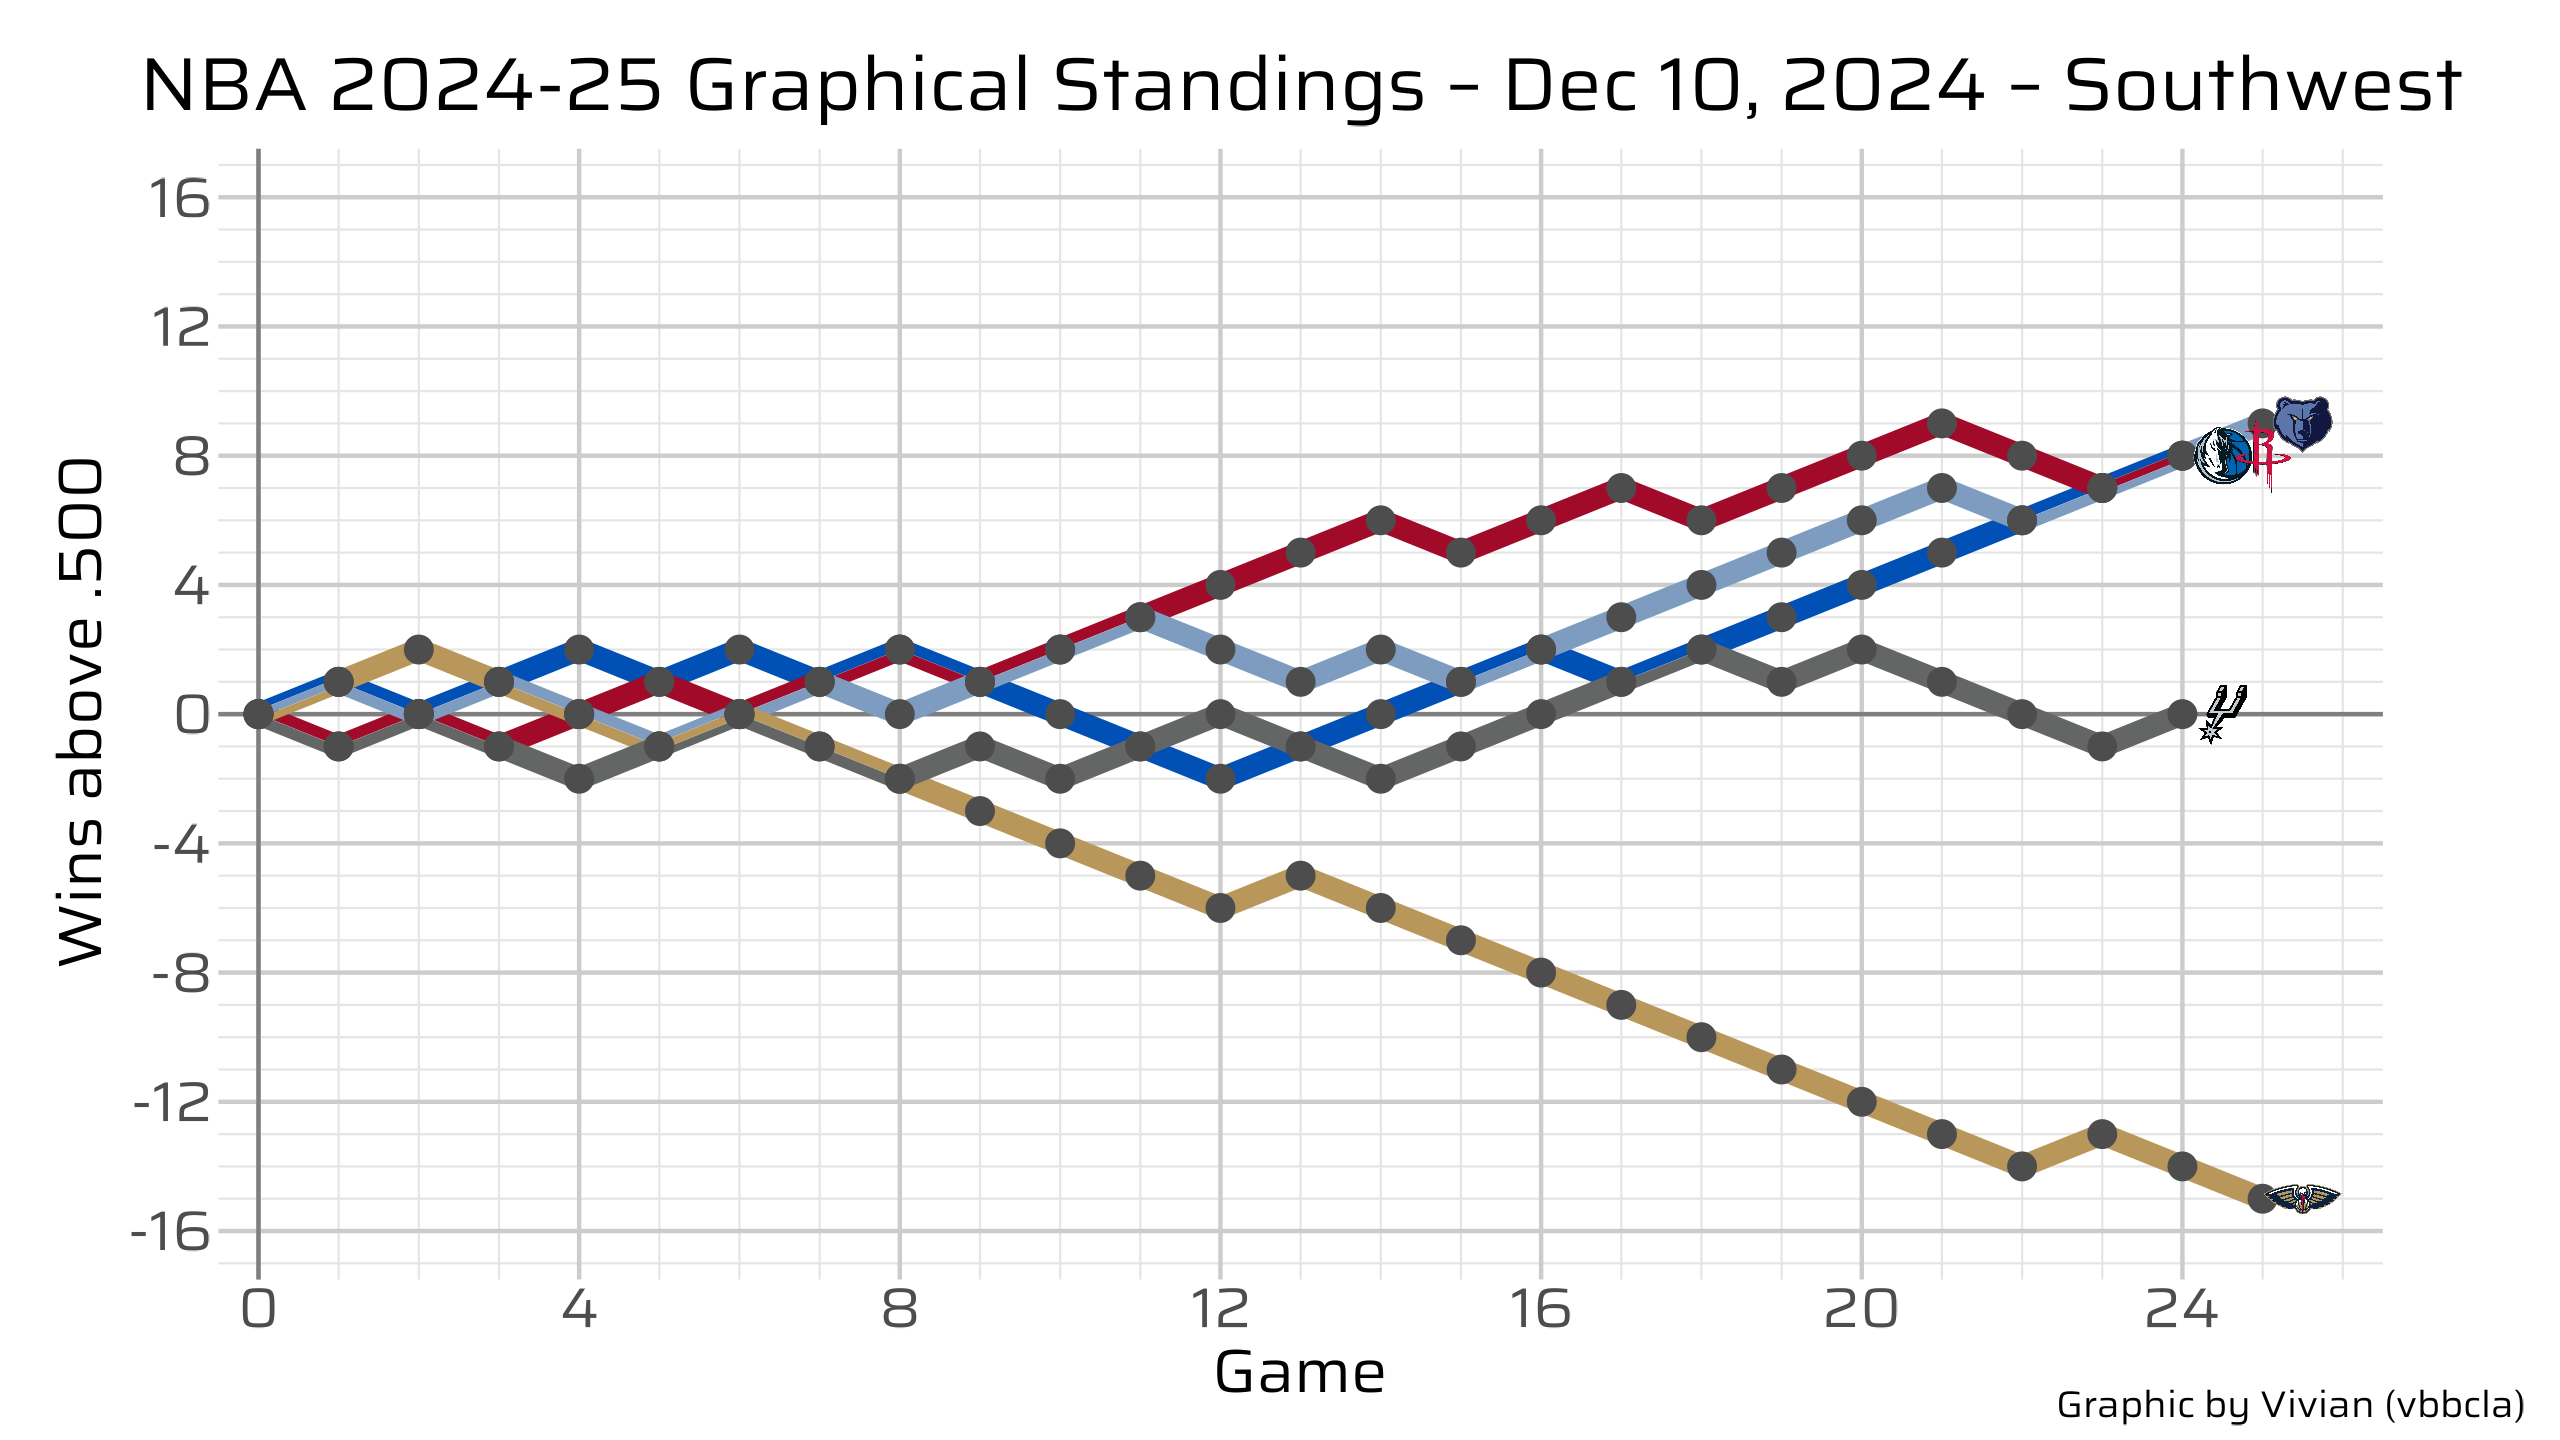 NBA 2024-25 Graphical Standings – Dec 10, 2024 – Southwest
Wins above .500
16
12
8
4
0
-4
-8
-12
-16
0 4 8 12 16 20 24
Game
Graphic by Vivian (vbbcla)